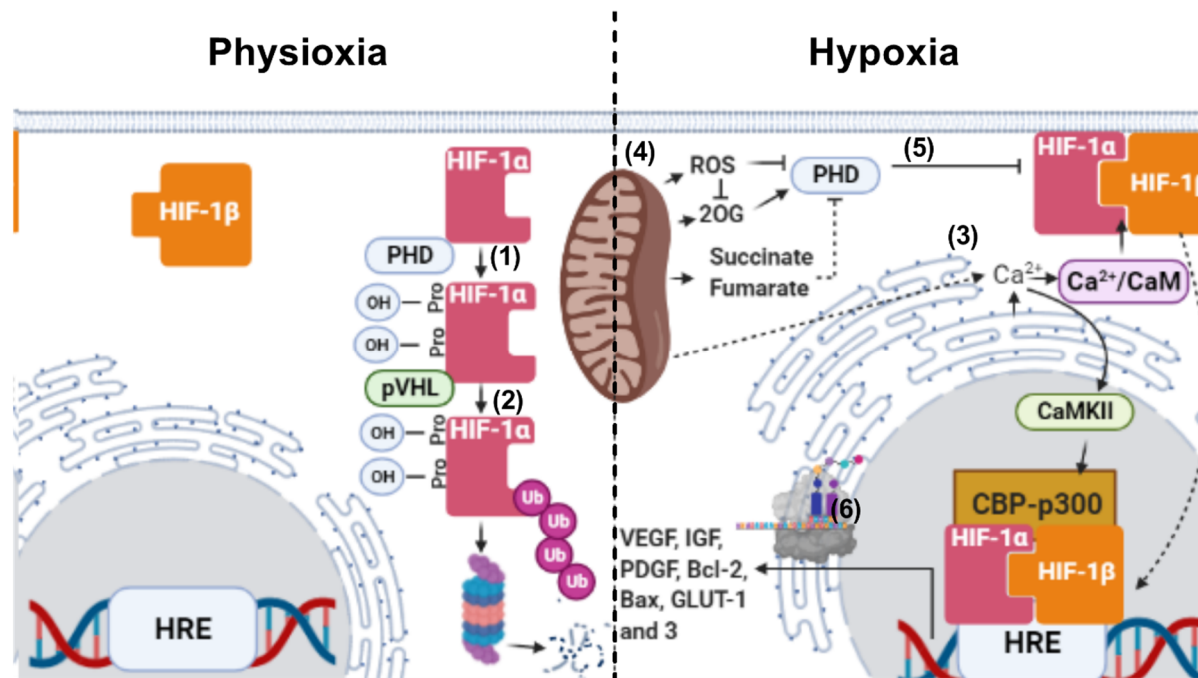 Physioxia
Hypoxia
HIF-1β
HIF-1α
PHD
(1)
OH
Pro
HIF-1α
OH
Pro
pVHL
(2)
OH
Pro
HIF-1α
OH
Pro
Ub
Ub
Ub
Ub
HRE
(4)
ROS
2OG
PHD
(5)
HIF-1α
Succinate
Fumarate
(3)
Ca2+
Ca2+/CaM
CaMKII
CBP-p300
HIF-1α
HIF-1β
HRE
(6)
VEGF, IGF,
PDGF, Bcl-2,
Bax, GLUT-1
and 3